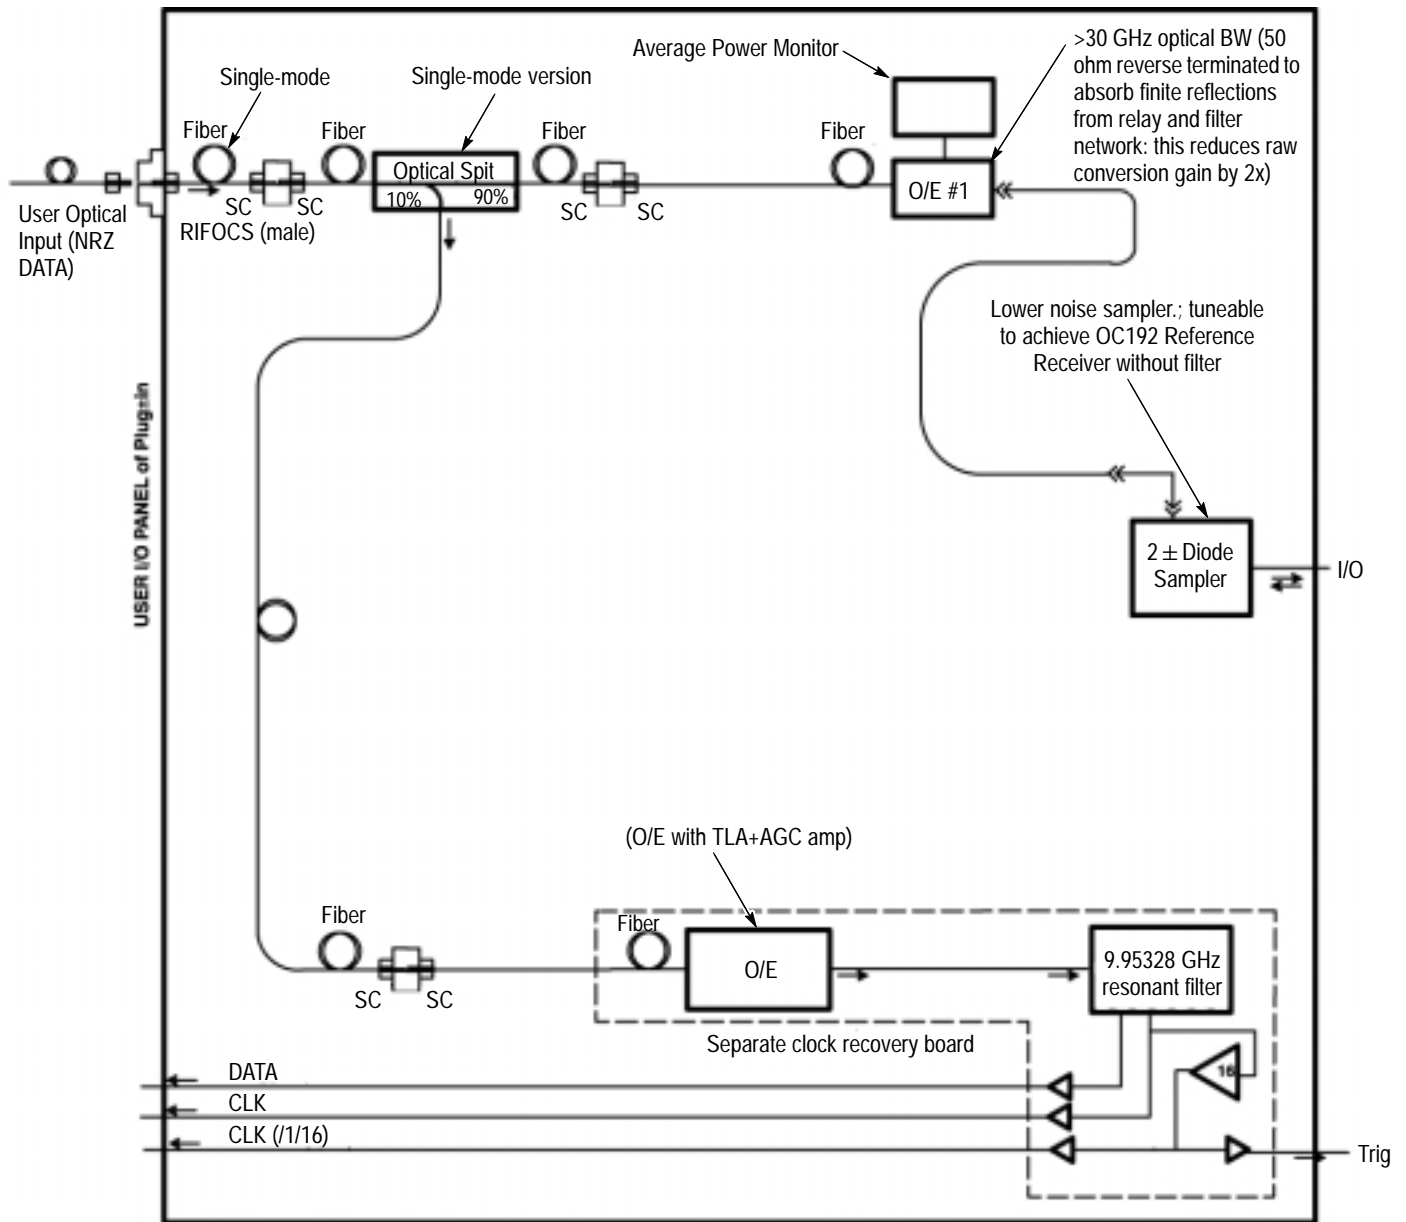 Average Power Monitor
>30 GHz optical BW (50
ohm reverse terminated to
absorb finite reflections
from relay and filter
network: this reduces raw
conversion gain by 2x)
Single-mode
Single-mode version
Fiber
Fiber
Fiber
Fiber
Optical Spit
10%
90%
O/E #1
SC
SC
SC
SC
RIFOCS (male)
User Optical
Input (NRZ
DATA)
Lower noise sampler.; tuneable
to achieve OC192 Reference
Receiver without filter
USER I/O PANEL of Plug±in
2 ± Diode
Sampler
I/O
(O/E with TLA+AGC amp)
Fiber
Fiber
O/E
9.95328 GHz
resonant filter
SC
SC
Separate clock recovery board
16
DATA
CLK
CLK (/1/16)
Trig